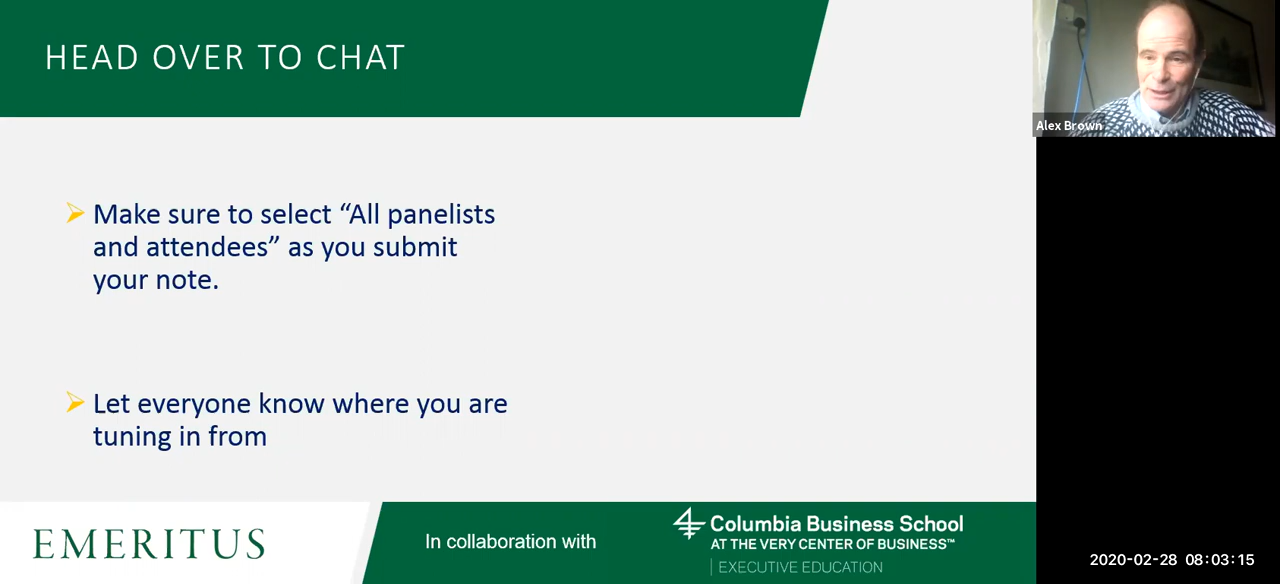 HEAD OVER TO CHAT
Make sure to select “All panelists
and attendees” as you submit
your note.
Let everyone know where you are
tuning in from
Alex Brown
EMERITUS
In collaboration with
Columbia Business School
AT THE VERY CENTER OF BUSINESS™
EXECUTIVE EDUCATION
2020-02-28 08:03:15